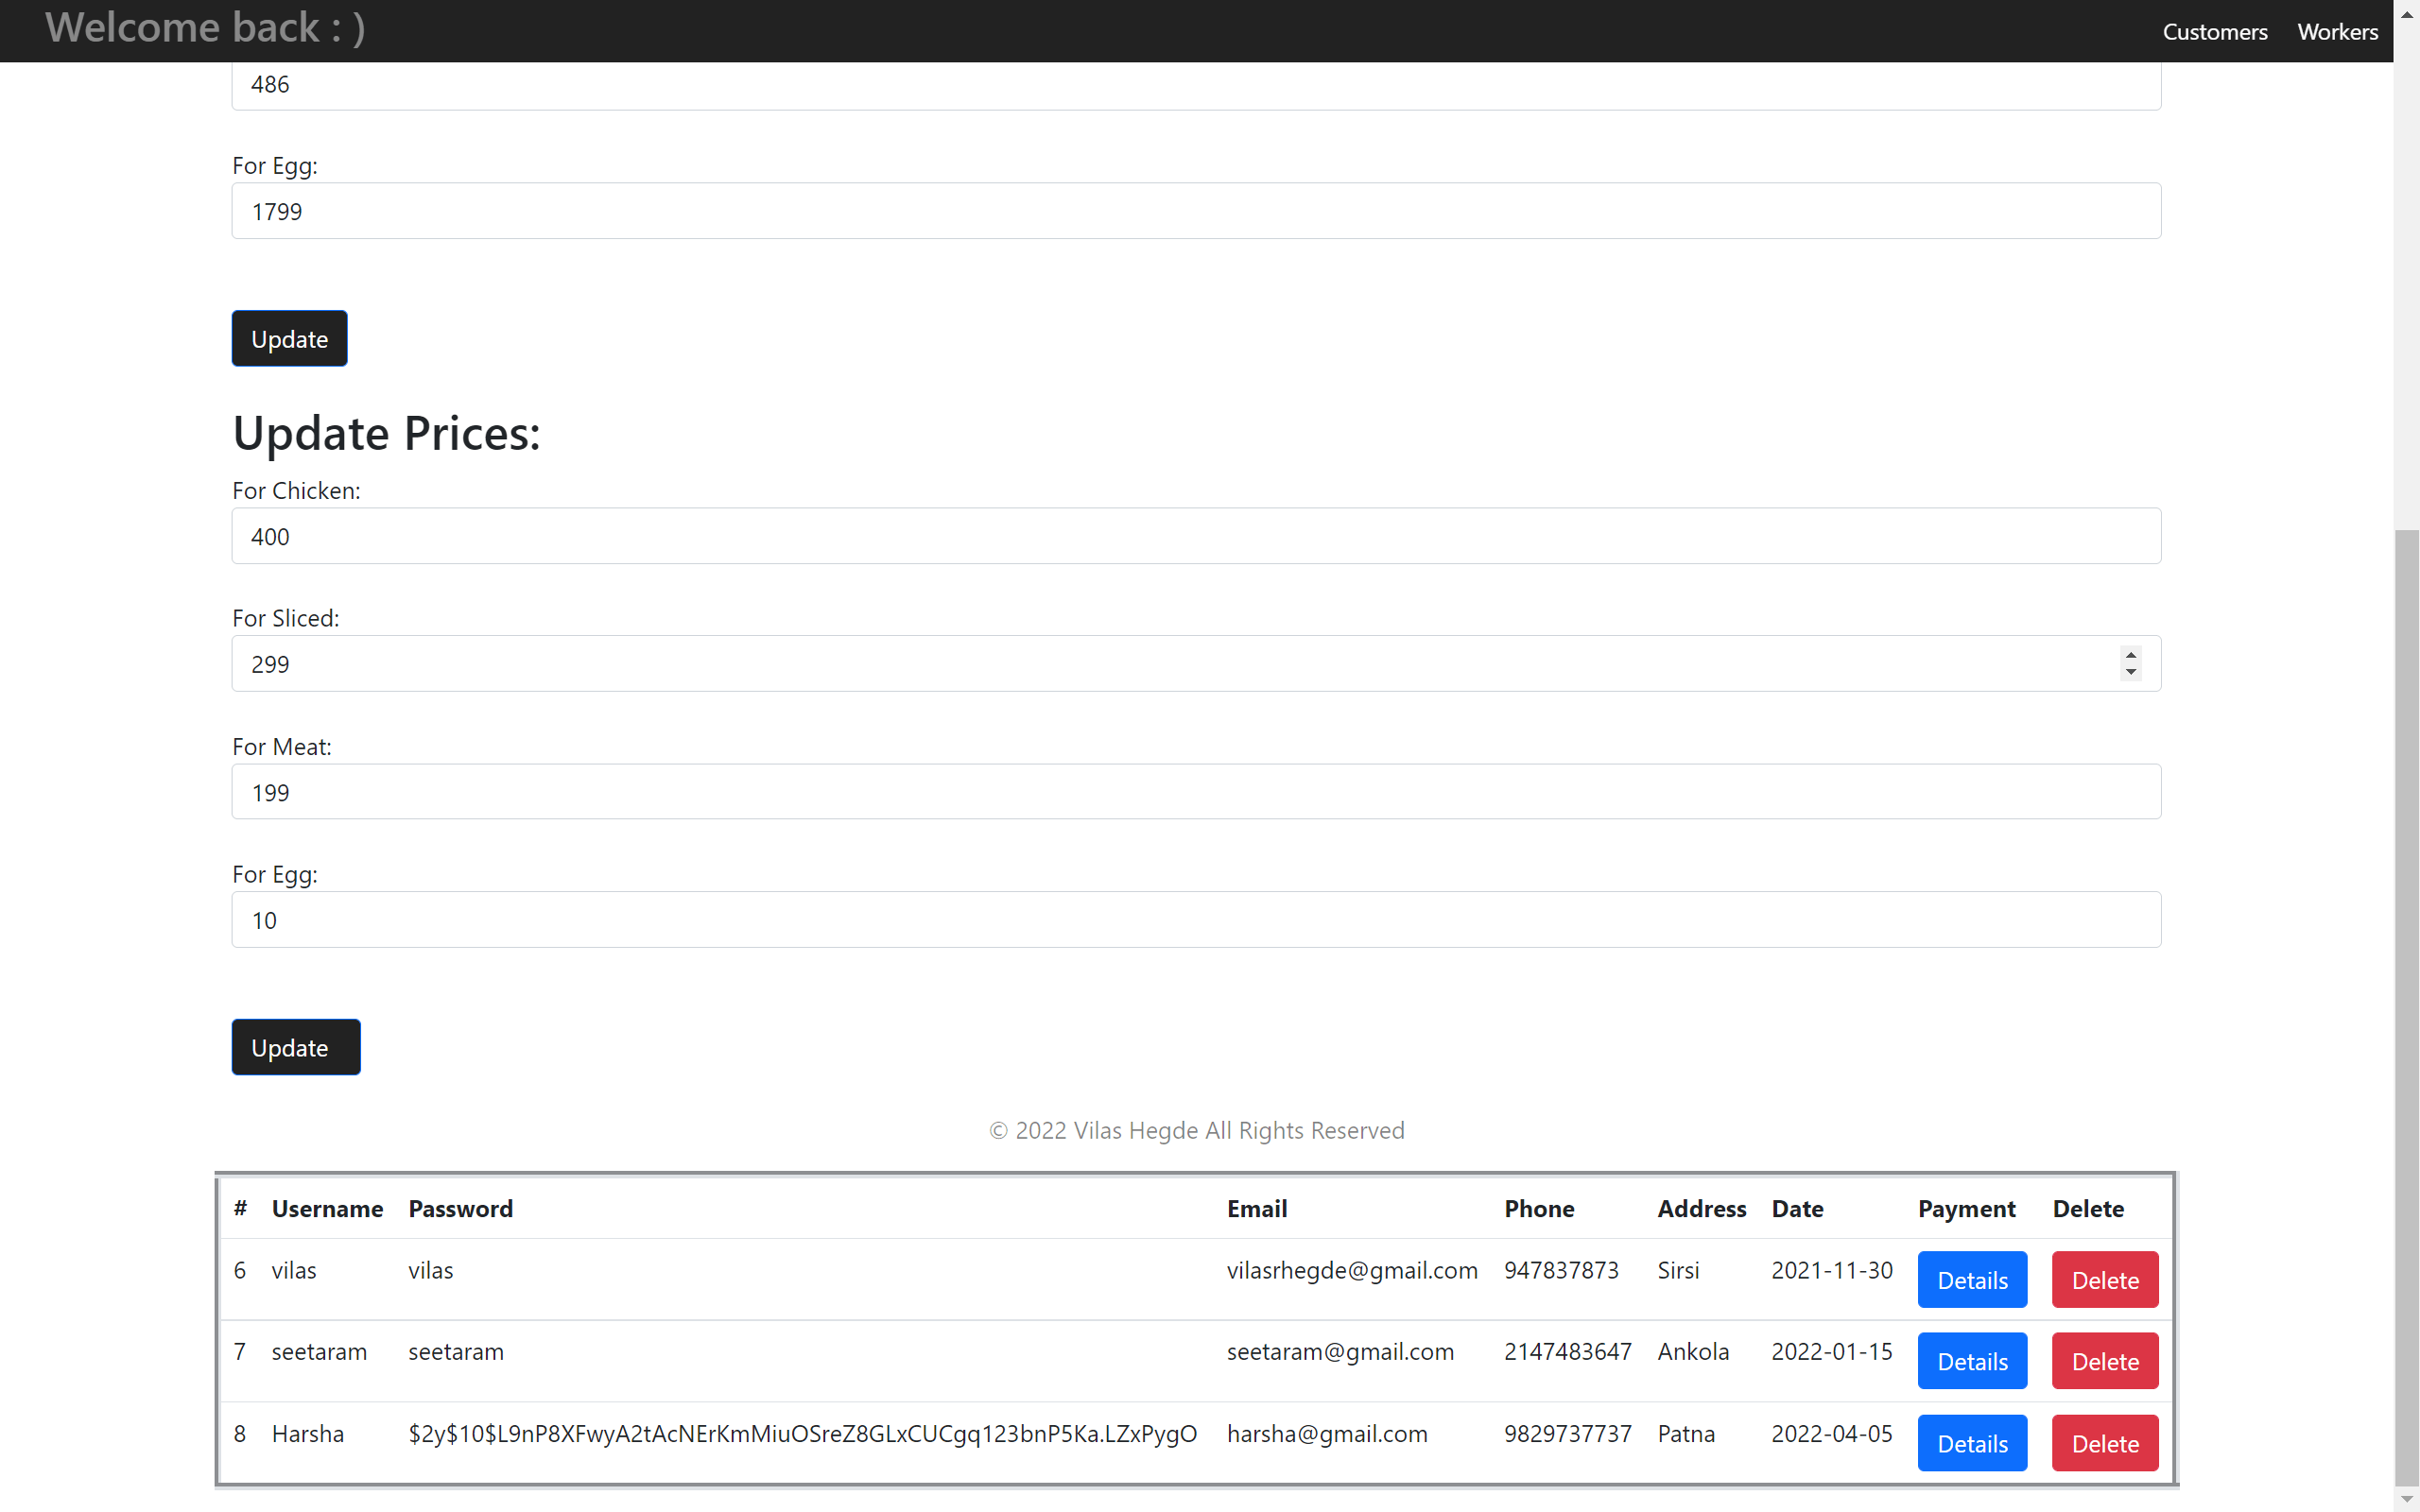 Welcome back : )
Customers Workers
486
For Egg:
1799
Update
Update Prices:
For Chicken:
400
For Sliced:
299
For Meat:
199
For Egg:
10
Update
© 2022 Vilas Hegde All Rights Reserved
# Username Password Email Phone Address Date Payment Delete
6 vilas vilas vilasrhegde@gmail.com 947837873 Sirsi 2021-11-30 Details Delete
7 seetaram seetaram seetaram@gmail.com 2147483647 Ankola 2022-01-15 Details Delete
8 Harsha $2y$10$L9nP8XFwyA2tAcNErKmMiuOSreZ8GLxCUCgq123bnP5Ka.LZxPygO harsha@gmail.com 9829737737 Patna 2022-04-05 Details Delete